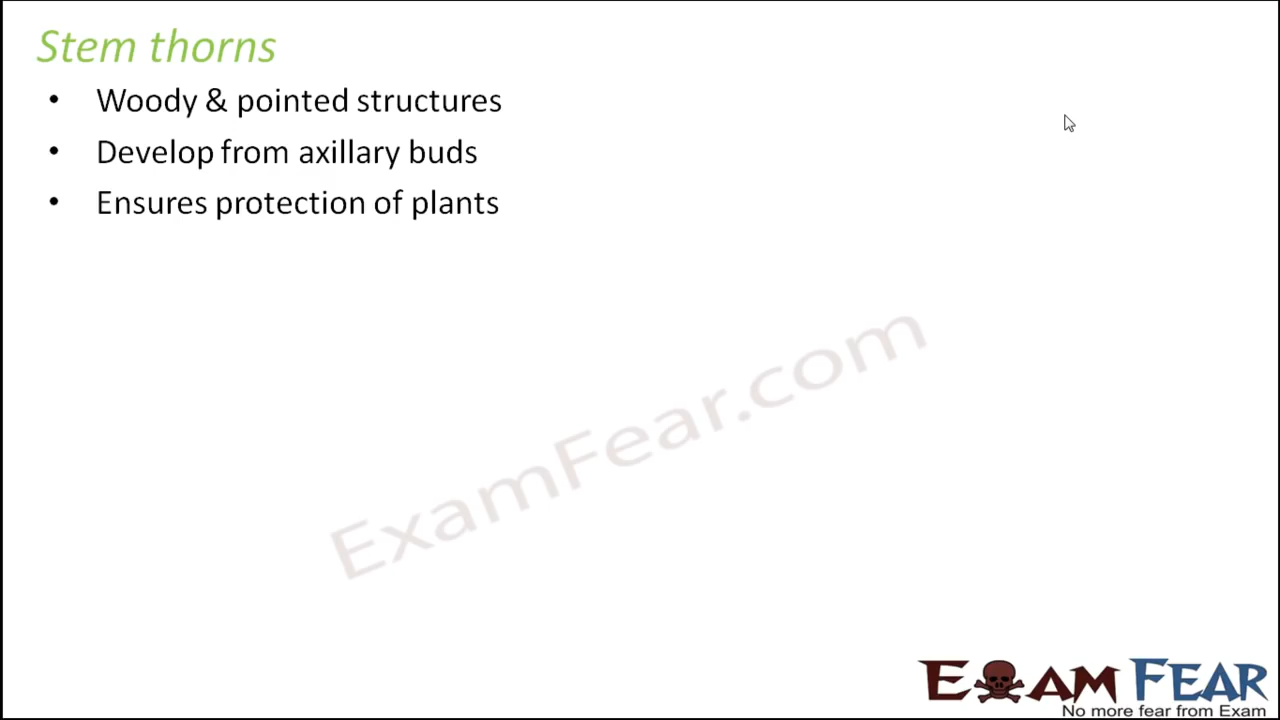 Stem thorns
• Woody & pointed structures
• Develop from axillary buds
• Ensures protection of plants
ExamFear.com
EXAM FEAR
No more fear from Exam